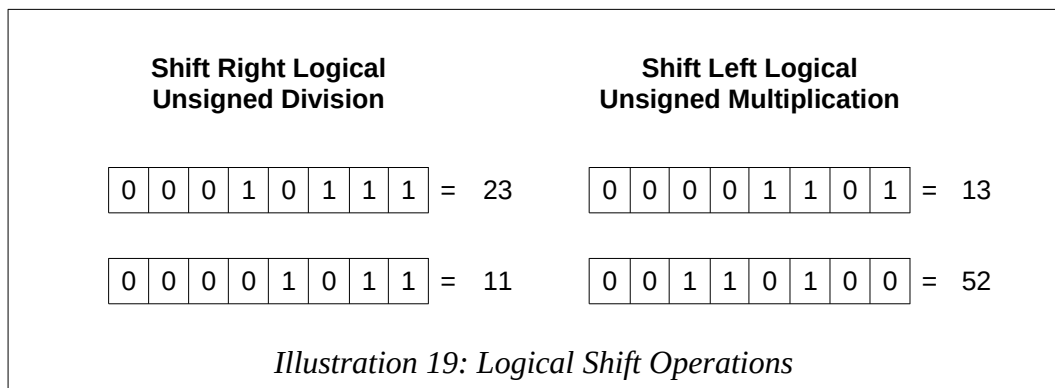 Shift Right Logical
Unsigned Division
0 0 0 1 0 1 1 1 = 23
0 0 0 0 1 0 1 1 = 11
Shift Left Logical
Unsigned Multiplication
0 0 0 0 1 1 0 1 = 13
0 0 1 1 0 1 0 0 = 52
Illustration 19: Logical Shift Operations